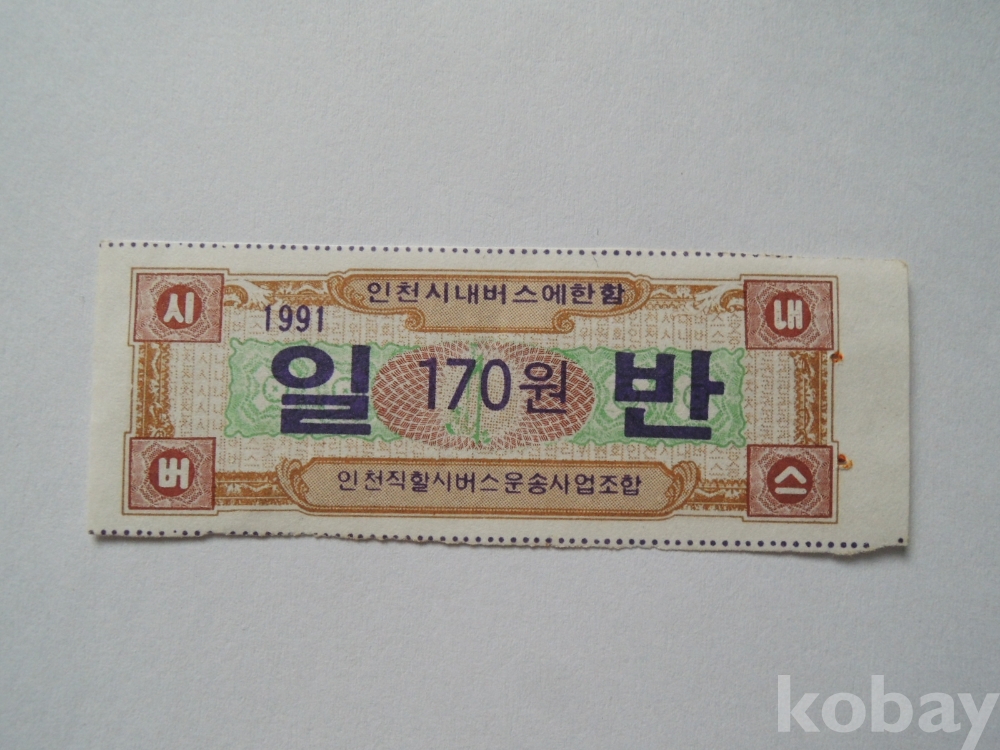 시 내
인천시내버스에한함
1991
일 170원 반
버 스
인천직할시버스운송사업조합
kobay